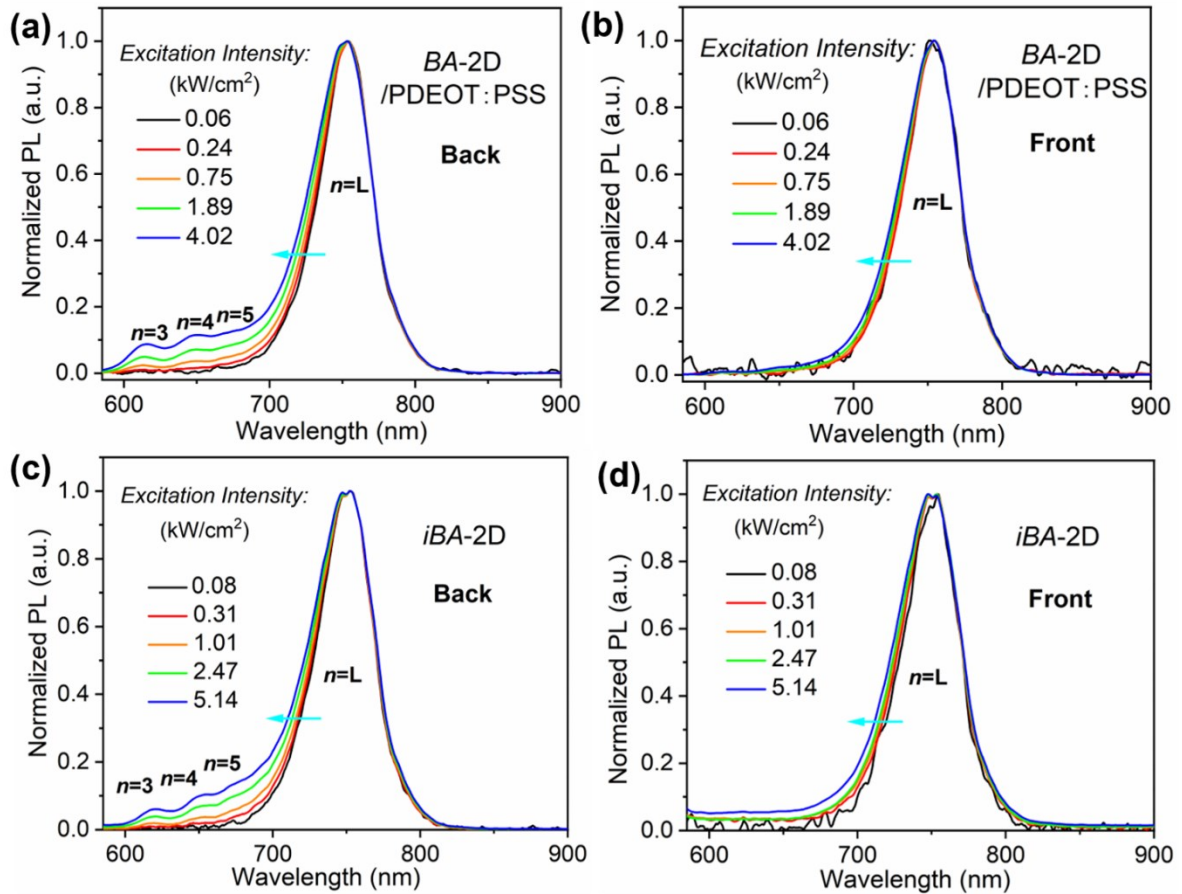 (a)
Normalized PL (a.u.)
1.0
0.8
0.6
0.4
0.2
0.0
Excitation Intensity:
(kW/cm²)
0.06
0.24
0.75
1.89
4.02
BA-2D
/PDEOT:PSS
Back
n=L
n=3
n=4
n=5
600
700
800
900
Wavelength (nm)
(b)
Normalized PL (a.u.)
1.0
0.8
0.6
0.4
0.2
0.0
Excitation Intensity:
(kW/cm²)
0.06
0.24
0.75
1.89
4.02
BA-2D
/PDEOT:PSS
Front
n=L
600
700
800
900
Wavelength (nm)
(c)
Normalized PL (a.u.)
1.0
0.8
0.6
0.4
0.2
0.0
Excitation Intensity:
(kW/cm²)
0.08
0.31
1.01
2.47
5.14
iBA-2D
Back
n=L
n=3
n=4
n=5
600
700
800
900
Wavelength (nm)
(d)
Normalized PL (a.u.)
1.0
0.8
0.6
0.4
0.2
0.0
Excitation Intensity:
(kW/cm²)
0.08
0.31
1.01
2.47
5.14
iBA-2D
Front
n=L
600
700
800
900
Wavelength (nm)